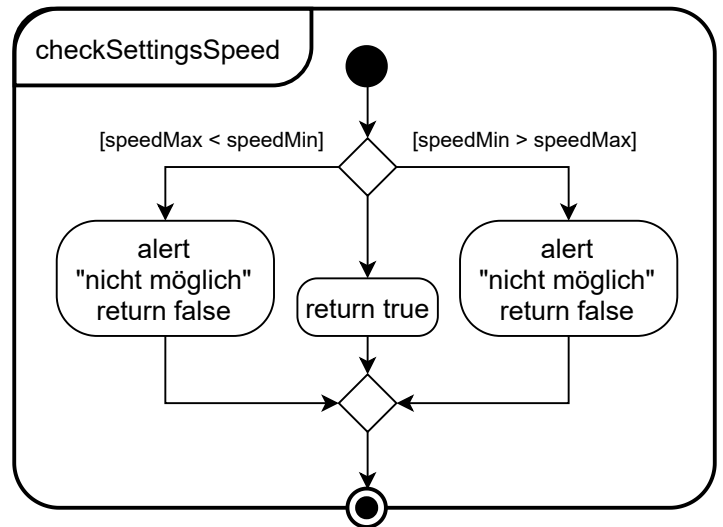 checkSettingsSpeed
[speedMax < speedMin]
[speedMin > speedMax]
alert
"nicht möglich"
return false
return true
alert
"nicht möglich"
return false